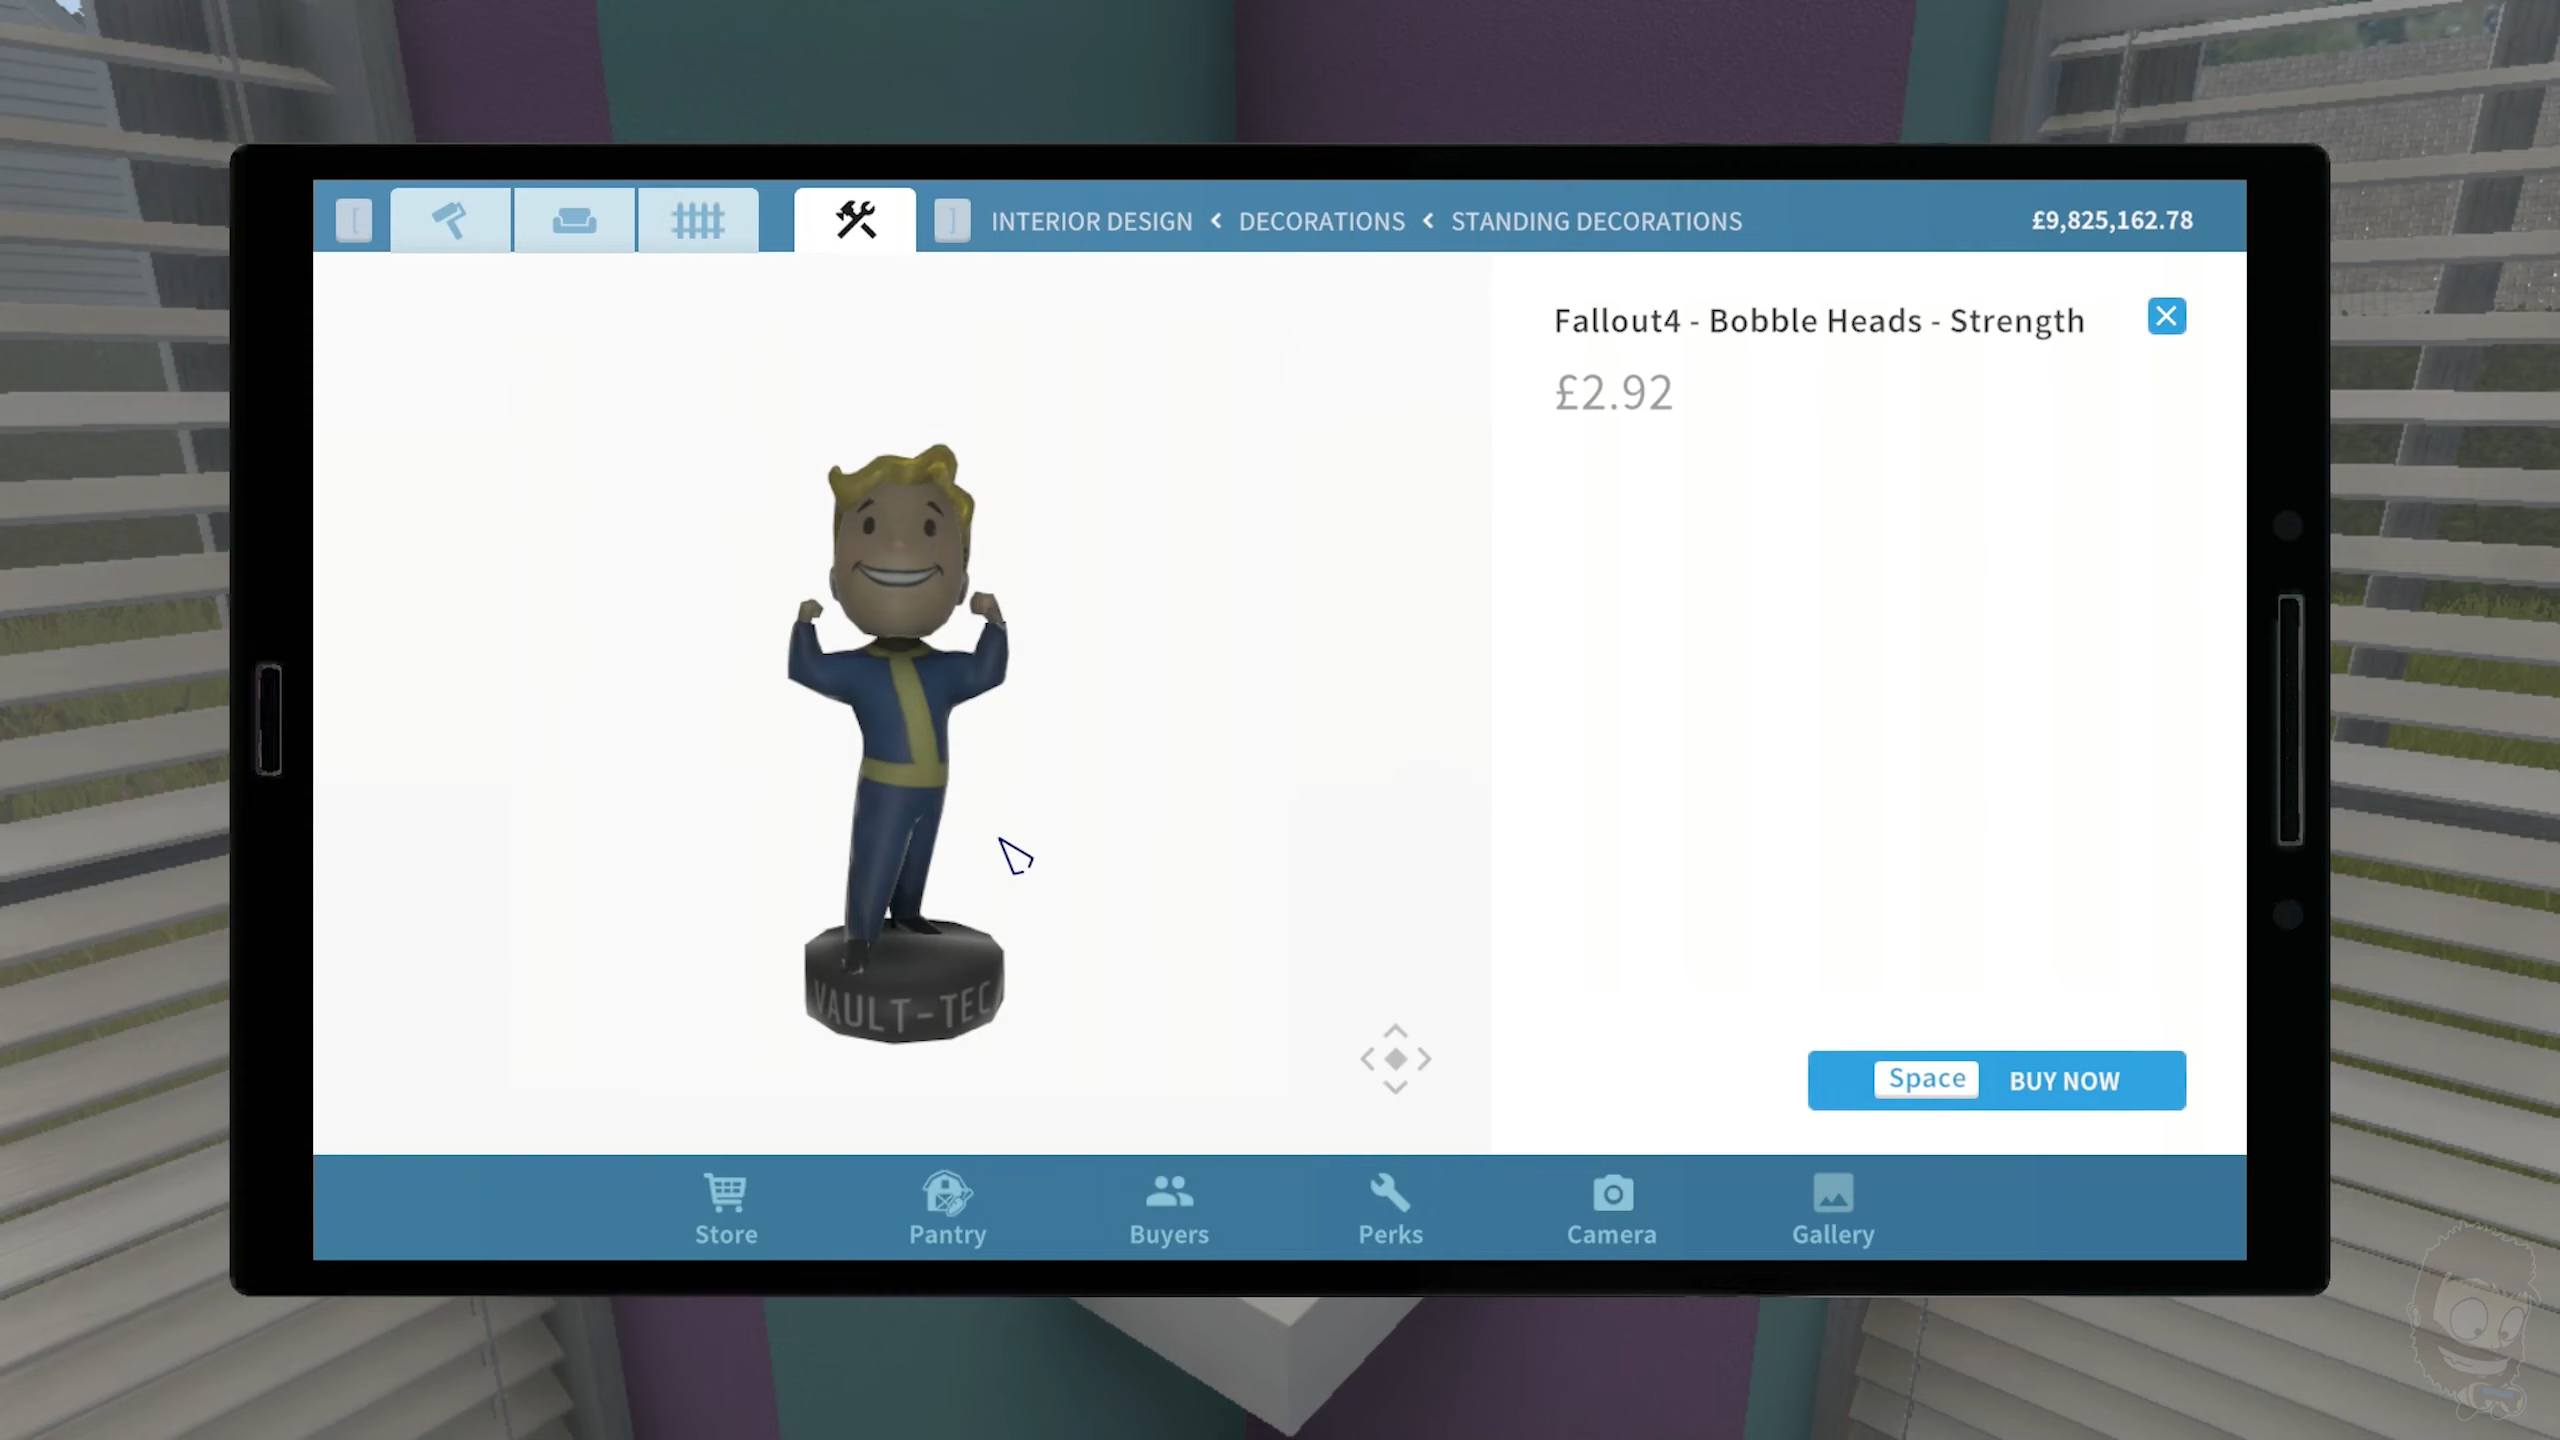 [
]
INTERIOR DESIGN < DECORATIONS < STANDING DECORATIONS
£9,825,162.78
Fallout4 - Bobble Heads - Strength
£2.92
VAULT-TEC
Space BUY NOW
Store
Pantry
Buyers
Perks
Camera
Gallery